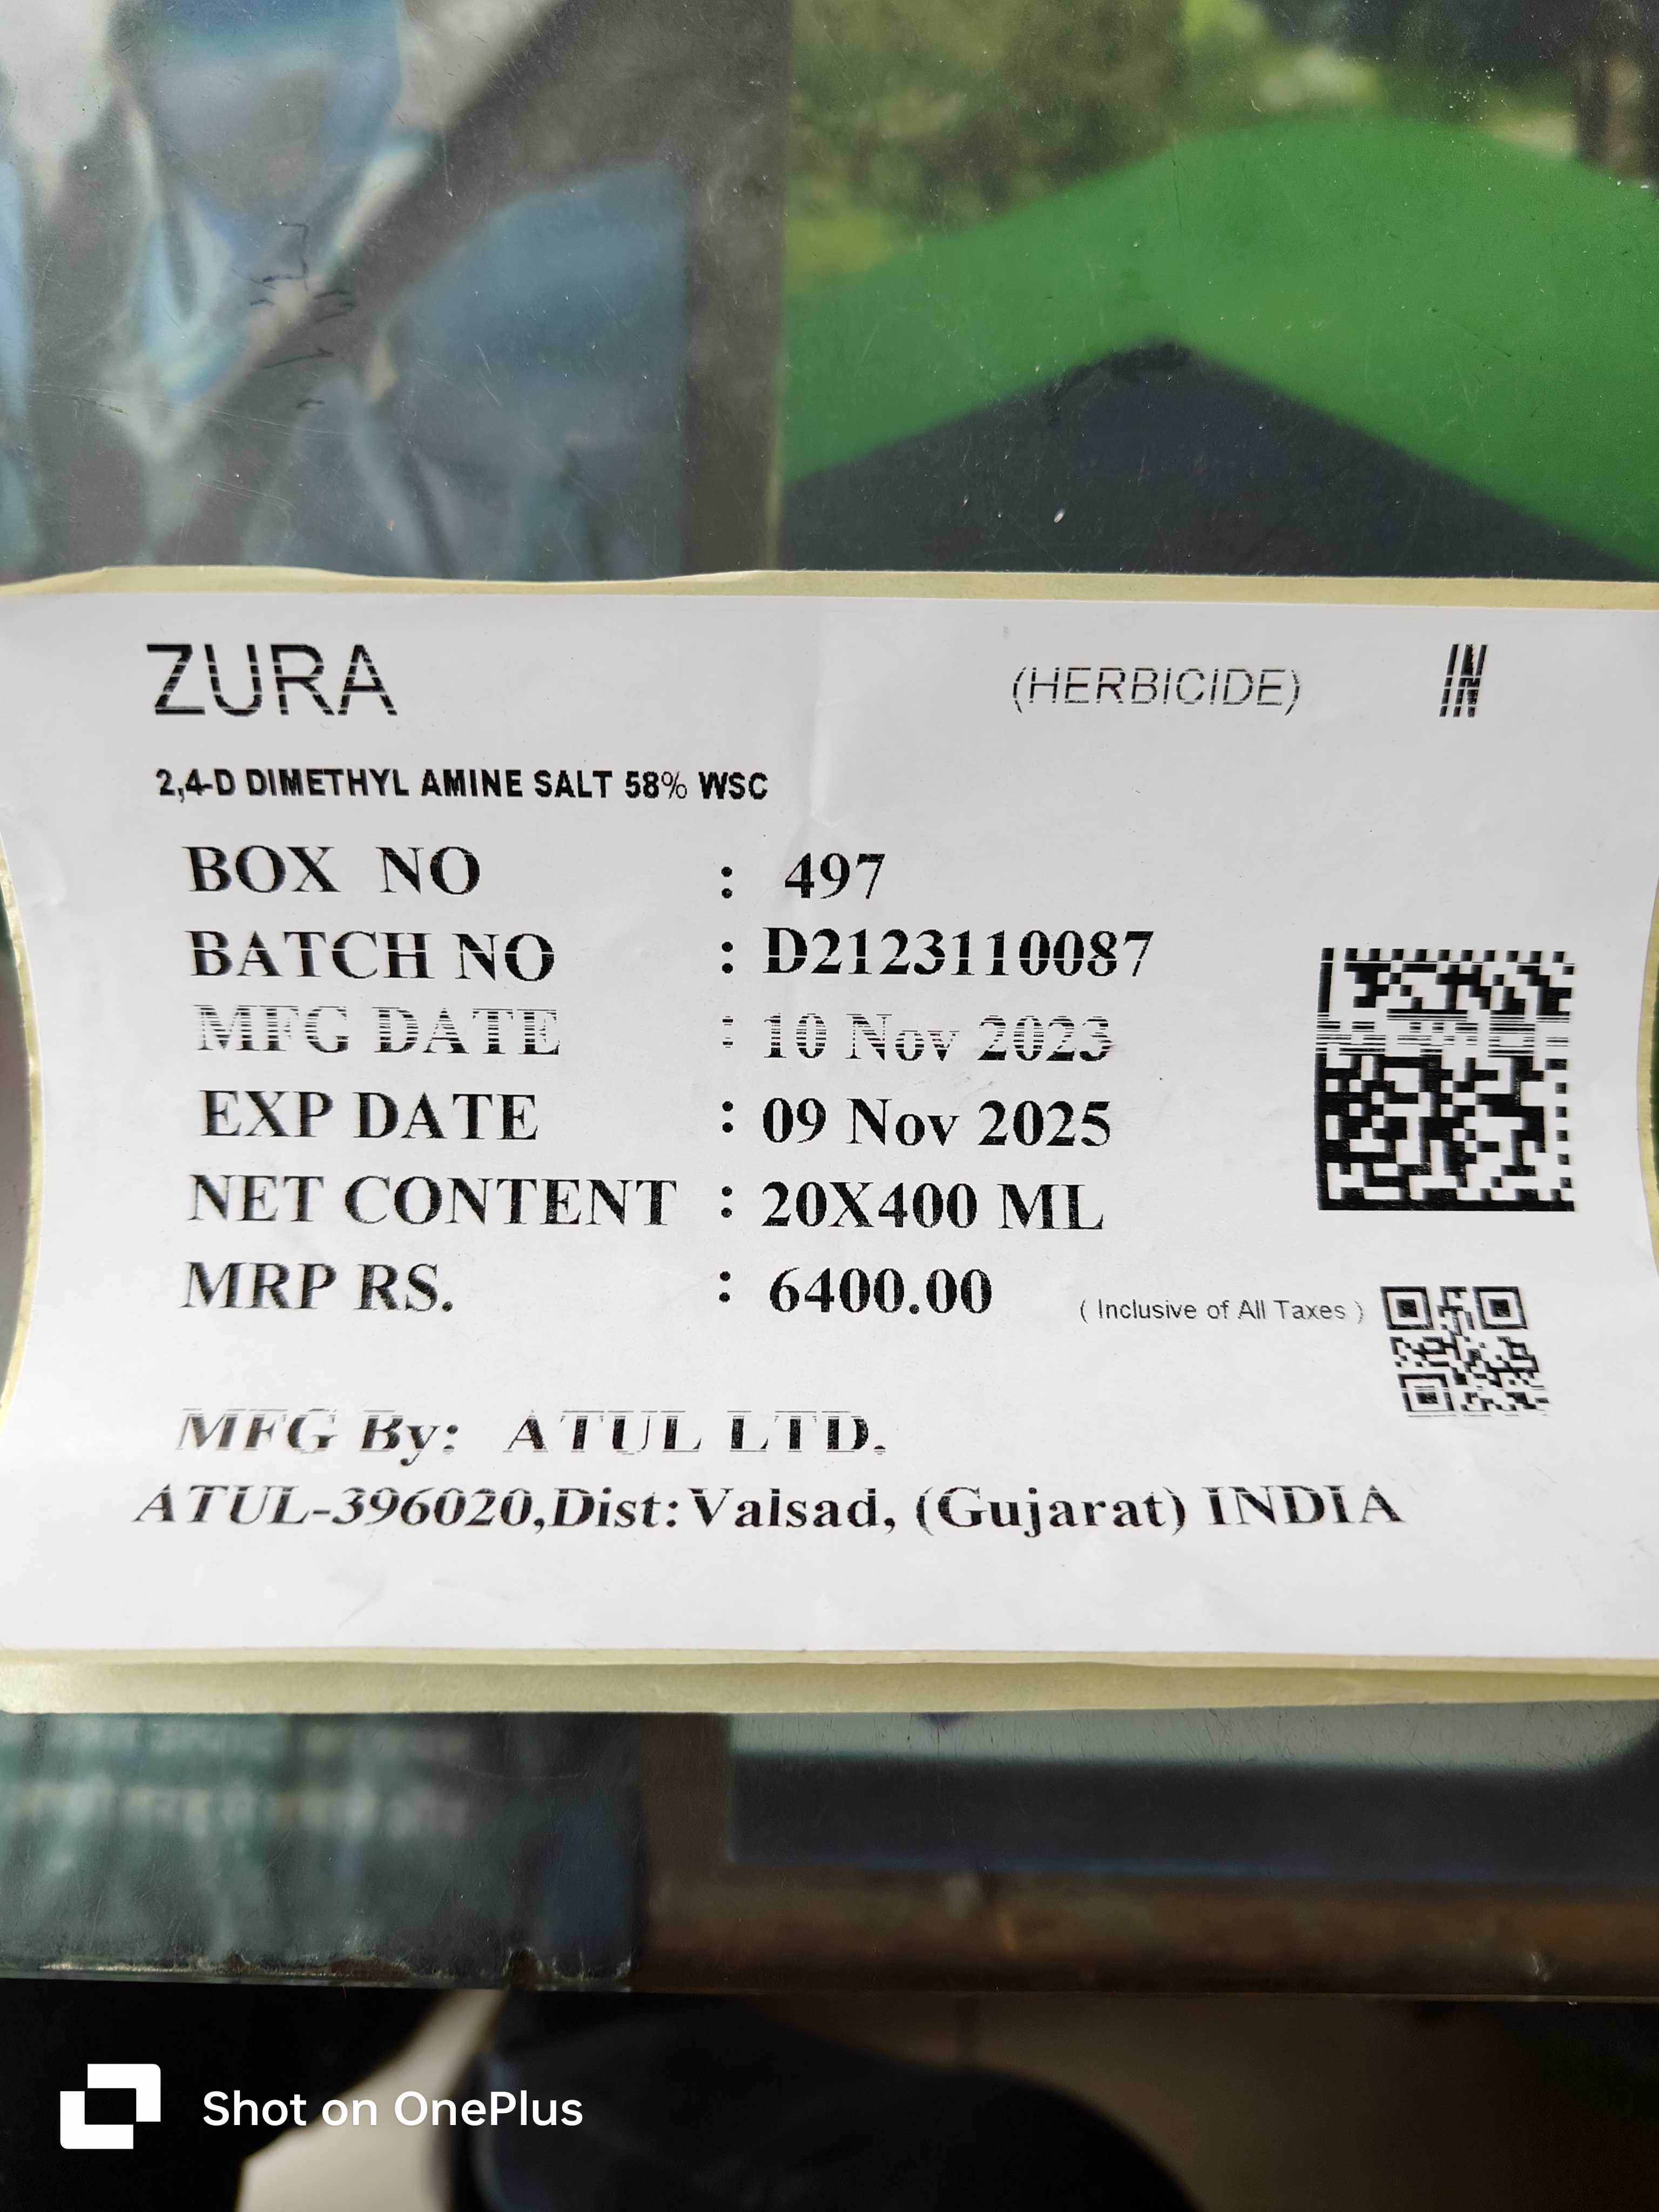 ZURA (HERBICIDE) IN
2,4-D DIMETHYL AMINE SALT 58% WSC
BOX NO : 497
BATCH NO : D2123110087
MFG DATE : 10 Nov 2023
EXP DATE : 09 Nov 2025
NET CONTENT : 20X400 ML
MRP RS. : 6400.00 ( Inclusive of All Taxes )
MFG By: ATUL LTD.
ATUL-396020,Dist:Valsad, (Gujarat) INDIA
Shot on OnePlus